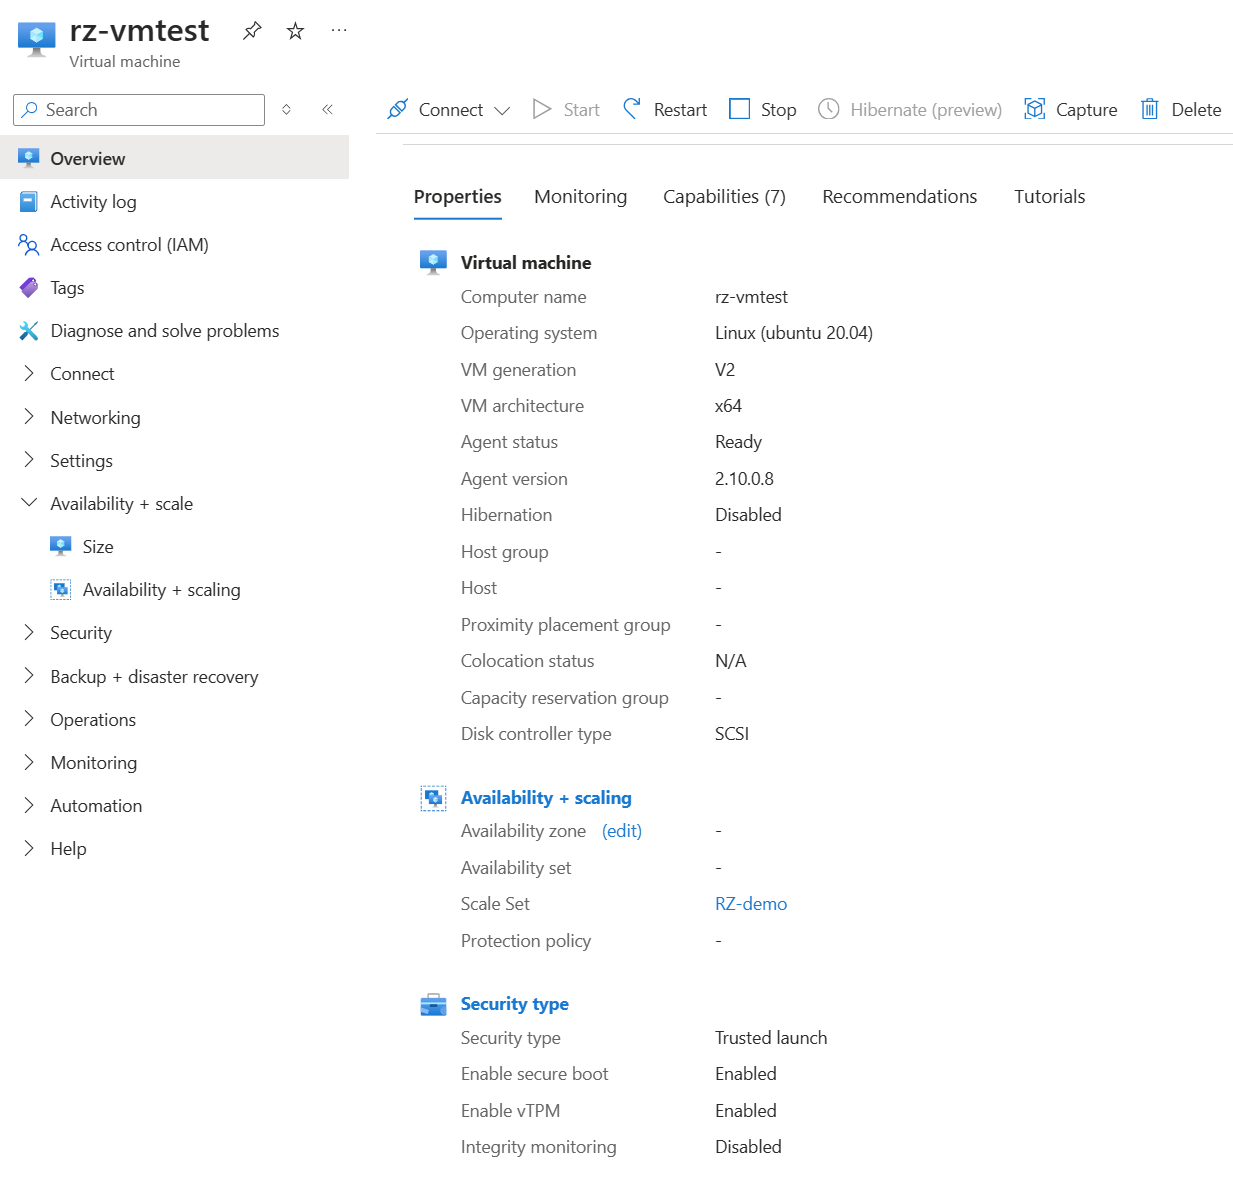 rz-vmtest
Virtual machine
Search
Connect
Start
Restart
Stop
Hibernate (preview)
Capture
Delete
Overview
Activity log
Access control (IAM)
Tags
Diagnose and solve problems
Connect
Networking
Settings
Availability + scale
Size
Availability + scaling
Security
Backup + disaster recovery
Operations
Monitoring
Automation
Help
Properties
Monitoring
Capabilities (7)
Recommendations
Tutorials
Virtual machine
Computer name rz-vmtest
Operating system Linux (ubuntu 20.04)
VM generation V2
VM architecture x64
Agent status Ready
Agent version 2.10.0.8
Hibernation Disabled
Host group -
Host -
Proximity placement group -
Colocation status N/A
Capacity reservation group -
Disk controller type SCSI
Availability + scaling
Availability zone (edit) -
Availability set -
Scale Set RZ-demo
Protection policy -
Security type
Security type Trusted launch
Enable secure boot Enabled
Enable vTPM Enabled
Integrity monitoring Disabled